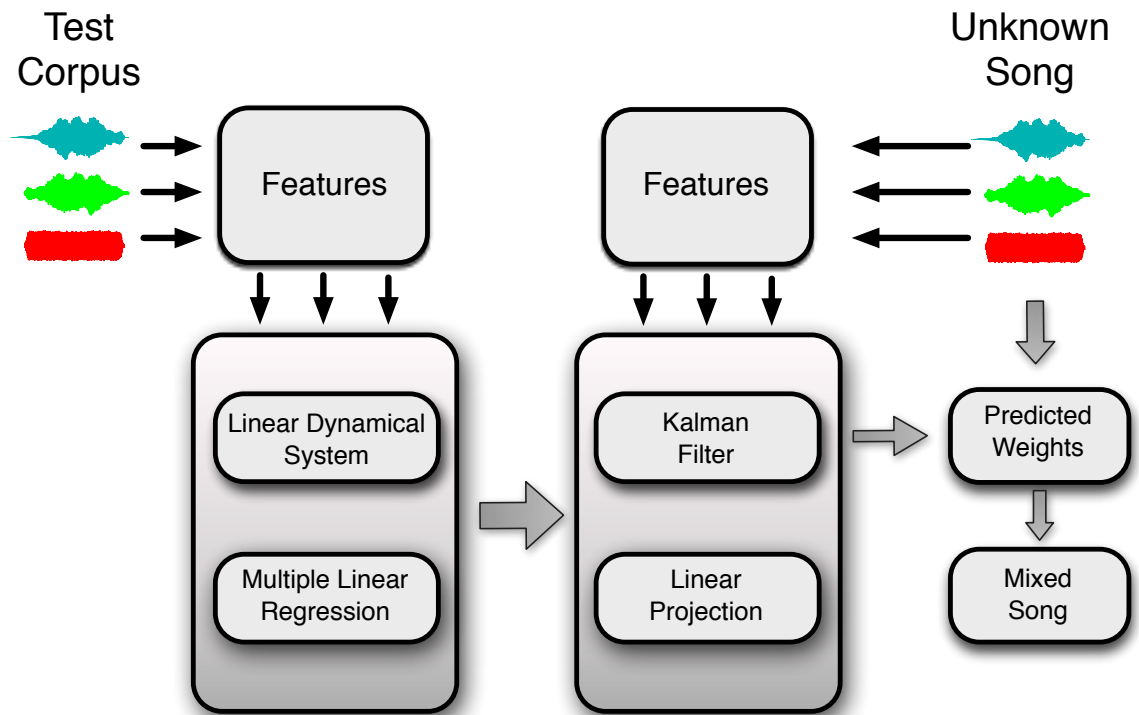 Test
Corpus
Unknown
Song
Features
Features
Linear Dynamical
System
Kalman
Filter
Predicted
Weights
Multiple Linear
Regression
Linear
Projection
Mixed
Song